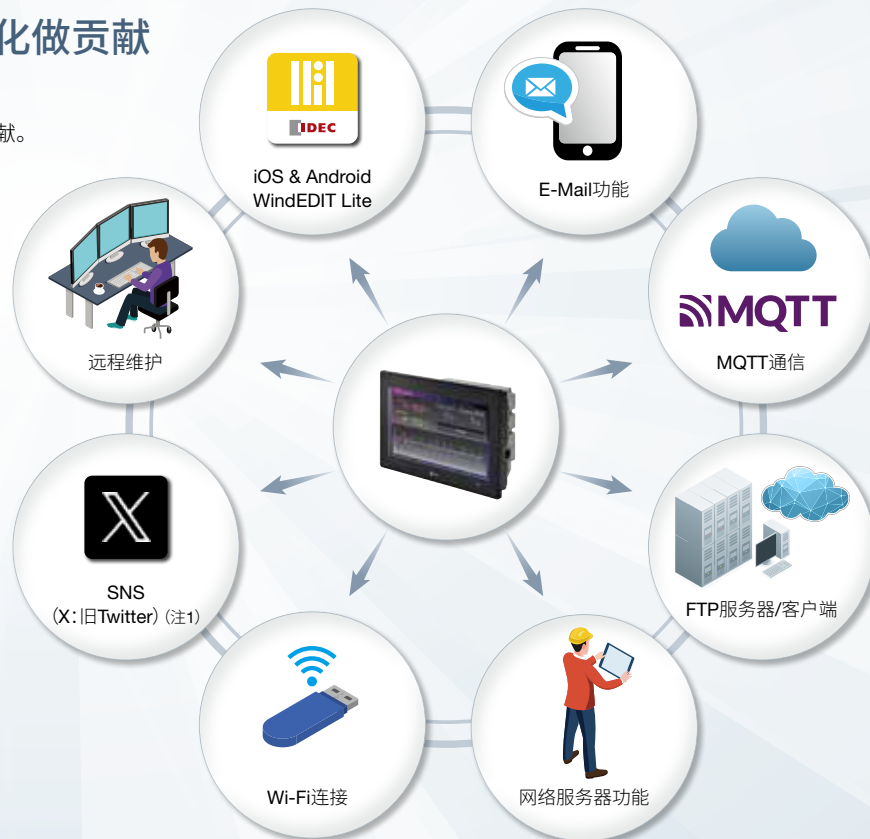 化做贡献
献。
IDEC
iOS & Android
WindEDIT Lite
E-Mail功能
远程维护
MQTT
MQTT通信
SNS
（X：旧Twitter）（注1）
FTP服务器/客户端
Wi-Fi连接
网络服务器功能